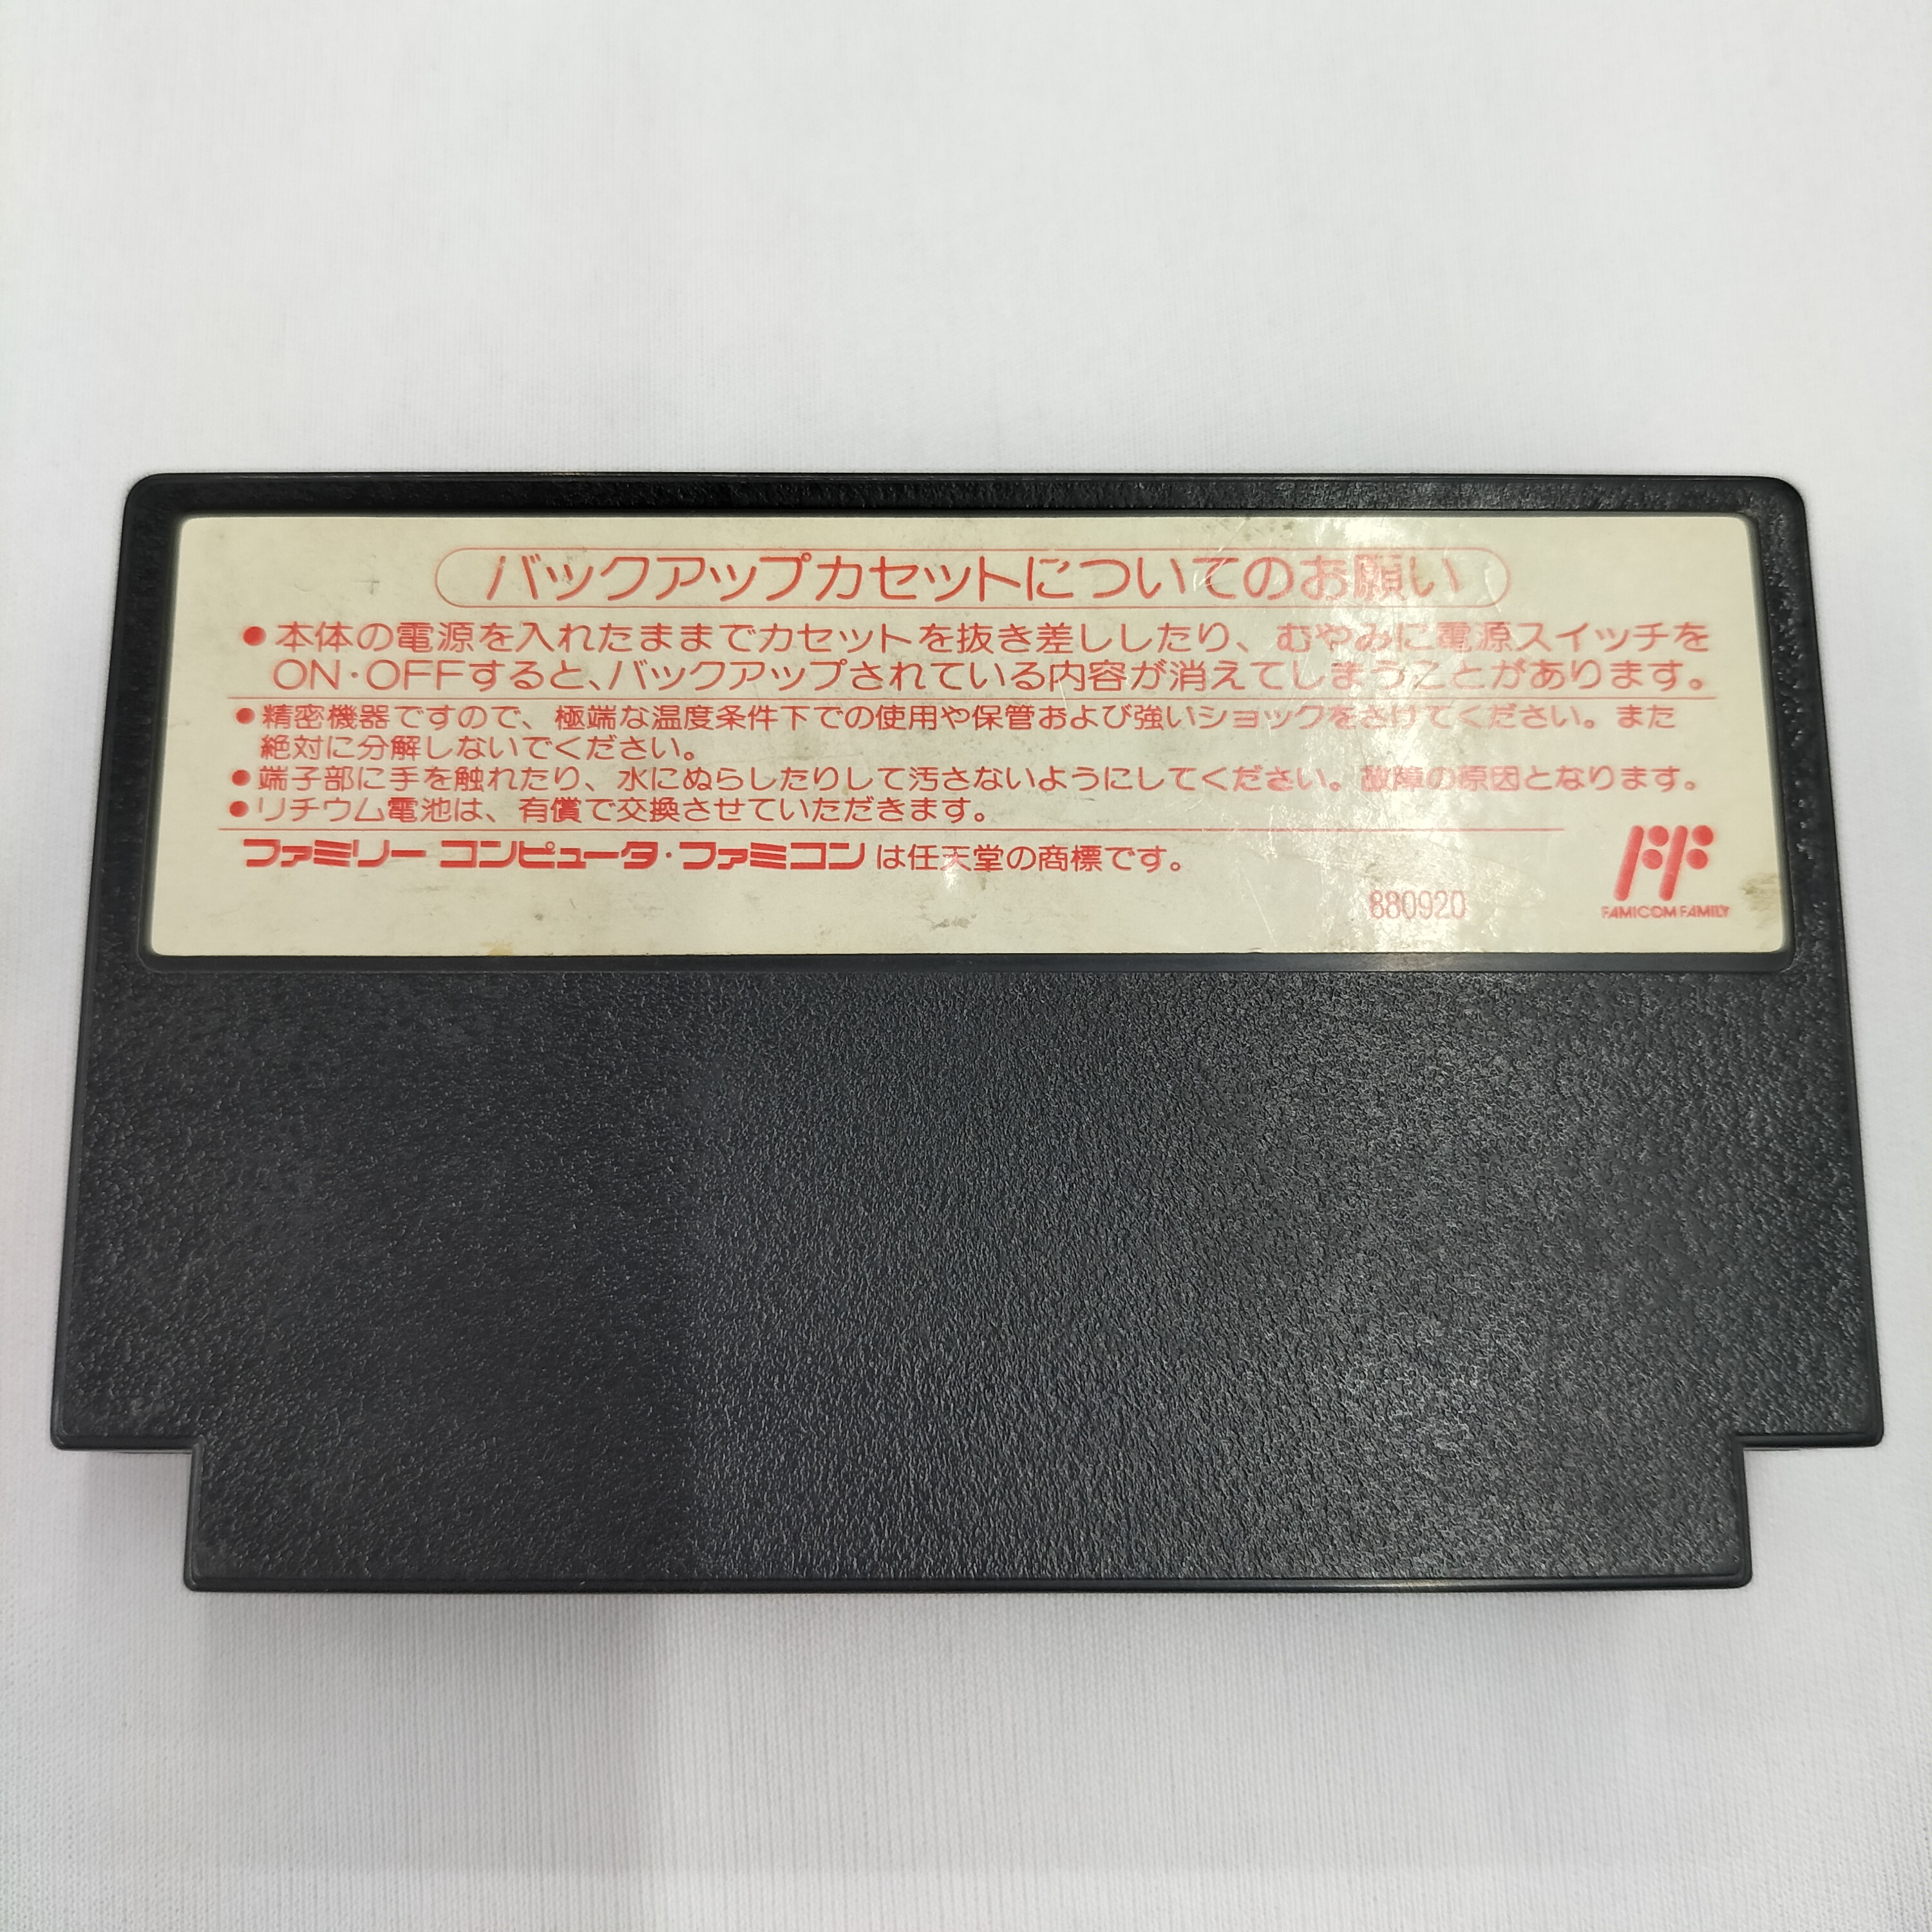 バックアップカセットについてのお願い
●本体の電源を入れたままでカセットを抜き差ししたり、むやみに電源スイッチを
ON・OFFすると、バックアップされている内容が消えてしまうことがあります。
●精密機器ですので、極端な温度条件下での使用や保管および強いショックをさけてください。また
絶対に分解しないでください。
●端子部に手を触れたり、水にぬらしたりして汚さないようにしてください。故障の原因となります。
●リチウム電池は、有償で交換させていただきます。
ファミリー コンピュータ・ファミコン は任天堂の商標です。
880920
FF
FAMICOM FAMILY